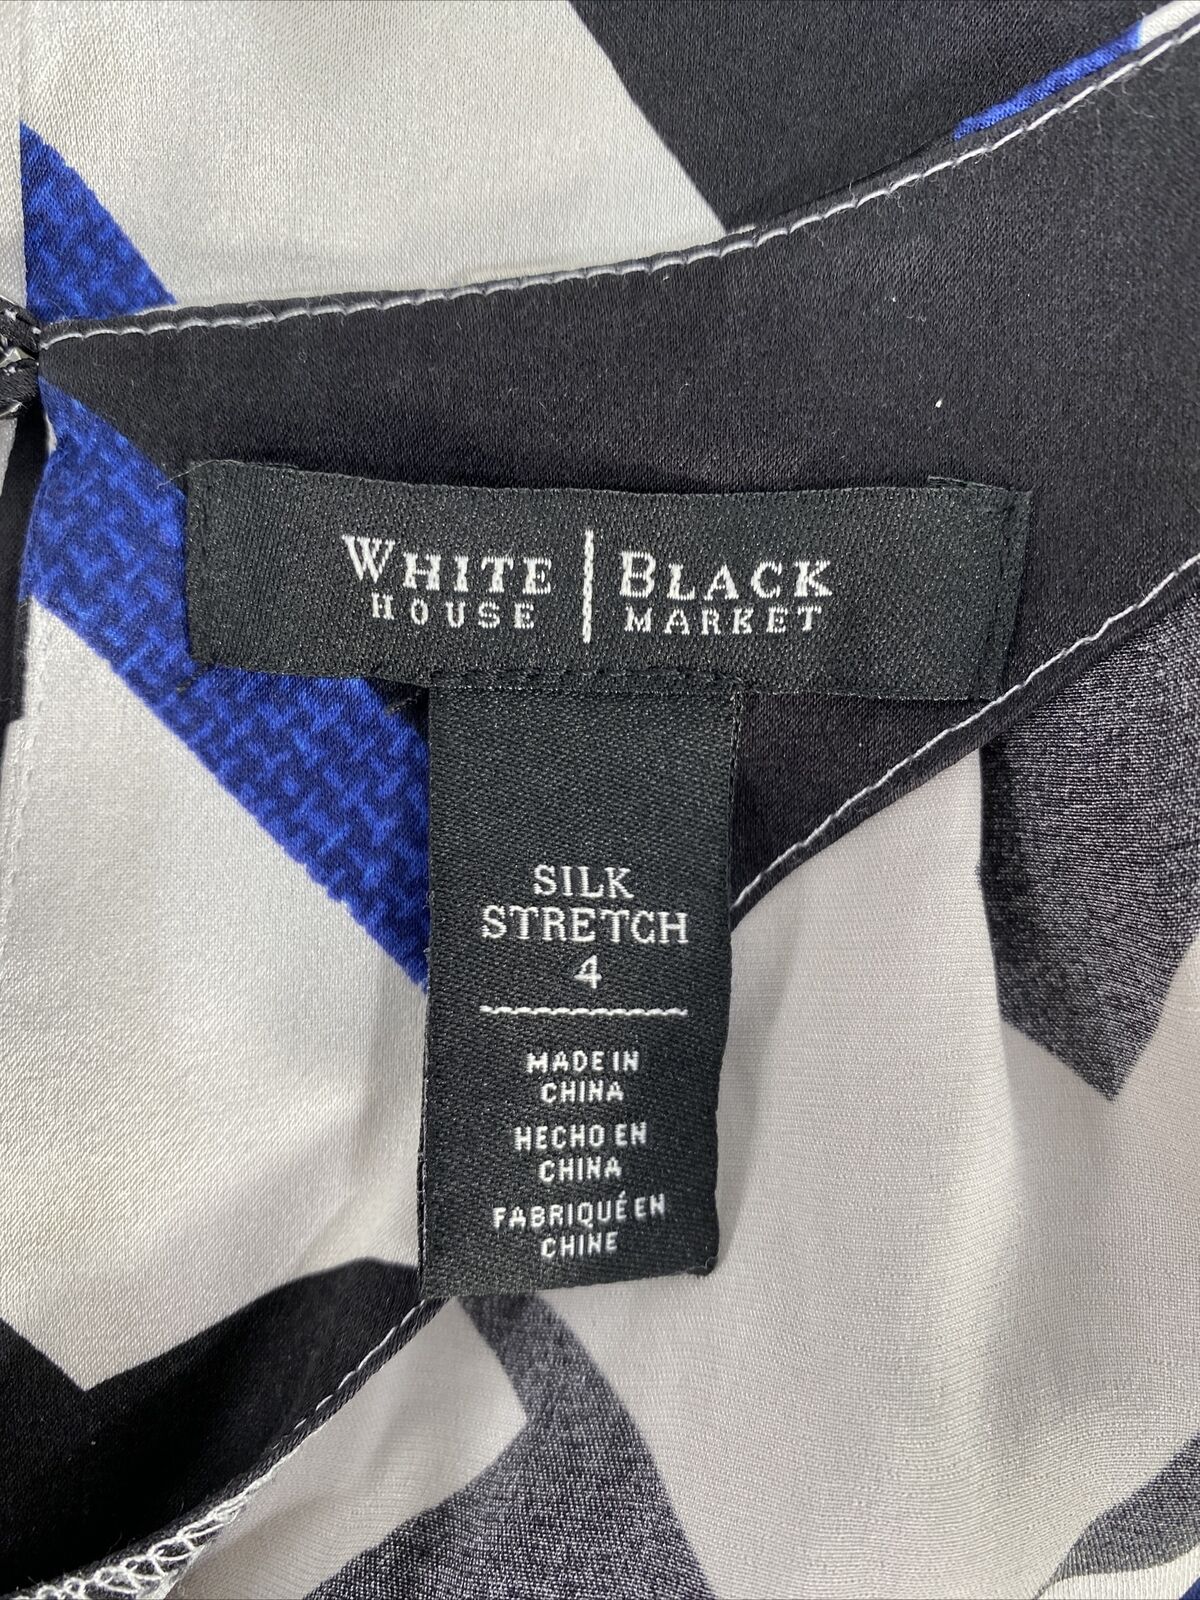 WHITE | BLACK
HOUSE | MARKET
SILK
STRETCH
4
MADE IN
CHINA
HECHO EN
CHINA
FABRIQUÉ EN
CHINE